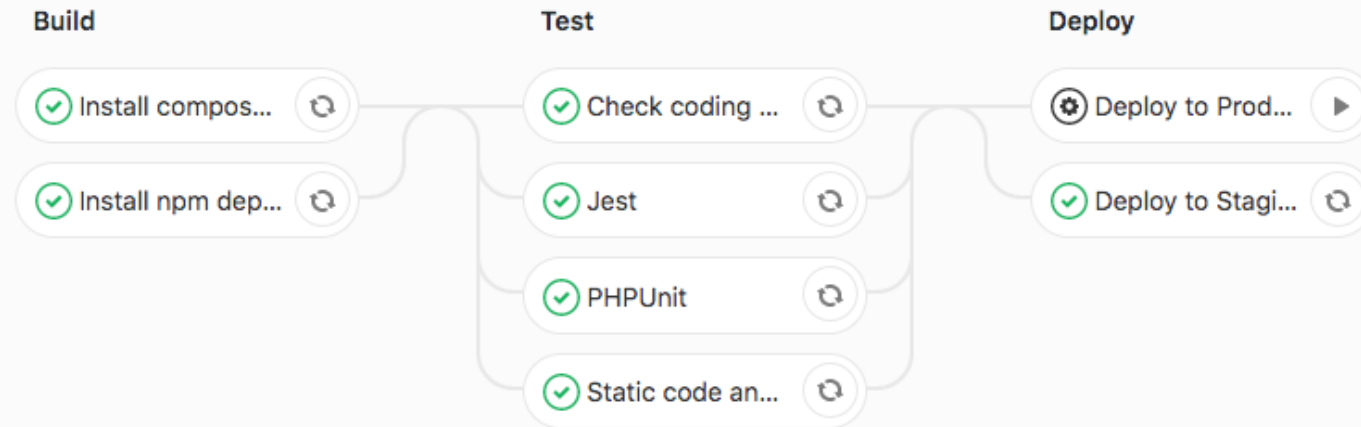 Build
Install compos...
Install npm dep...
Test
Check coding ...
Jest
PHPUnit
Static code an...
Deploy
Deploy to Prod...
Deploy to Stagi...